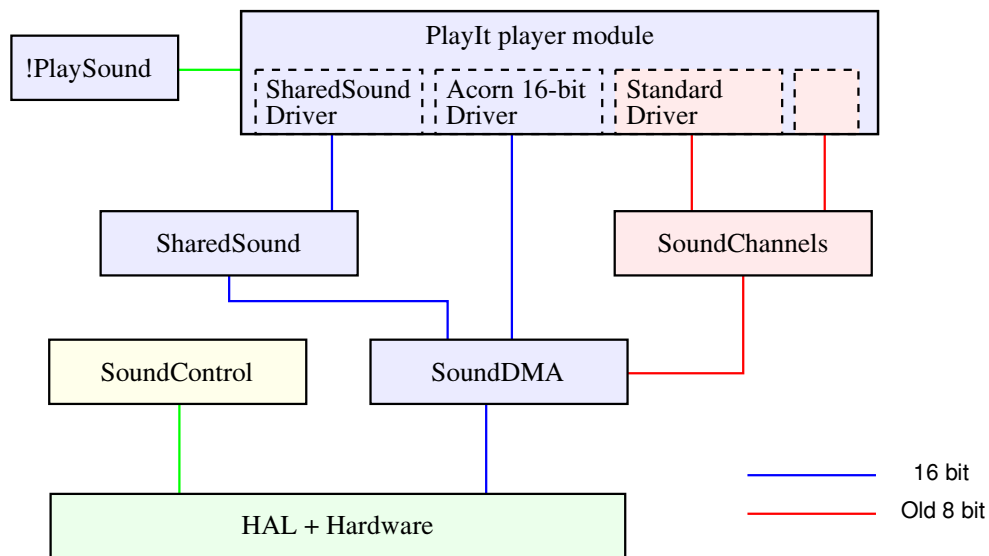 PlayIt player module
!PlaySound
SharedSound
Driver
Acorn 16-bit
Driver
Standard
Driver
SharedSound
SoundChannels
SoundControl
SoundDMA
16 bit
Old 8 bit
HAL + Hardware